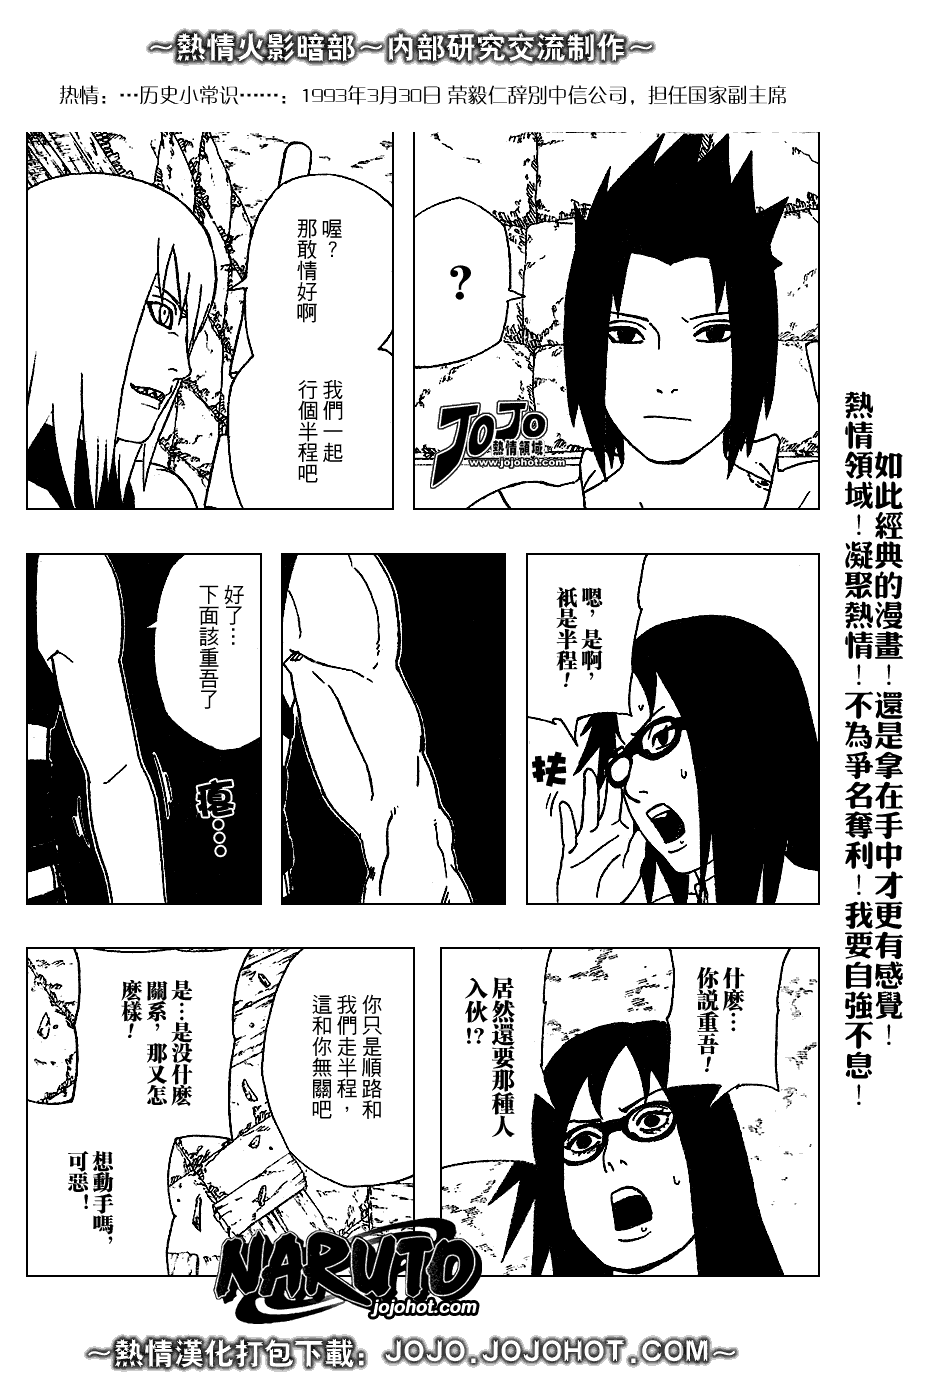 ～熱情火影暗部～内部研究交流制作～
热情：…历史小常识……：1993年3月30日 荣毅仁辞别中信公司，担任国家副主席
?
JOJO
熱情領域
www.jojohot.com
喔？
那敢情好啊
我們一起
行個半程吧
嗯，是啊，
衹是半程！
扶
好了…
下面該重吾了
什麽…
你説重吾！
居然還要那種人
入伙!?
你只是順路和
我們走半程，
這和你無關吧
是…是没什麽
關系，那又怎
麽樣！
想動手嗎，
可惡！
如此經典的漫畫！還是拿在手中才更有感覺！
熱情領域！凝聚熱情！不為爭名奪利！我要自強不息！
NARUTO
jojohot.com
～熱情漢化打包下載：JOJO.JOJOHOT.COM～